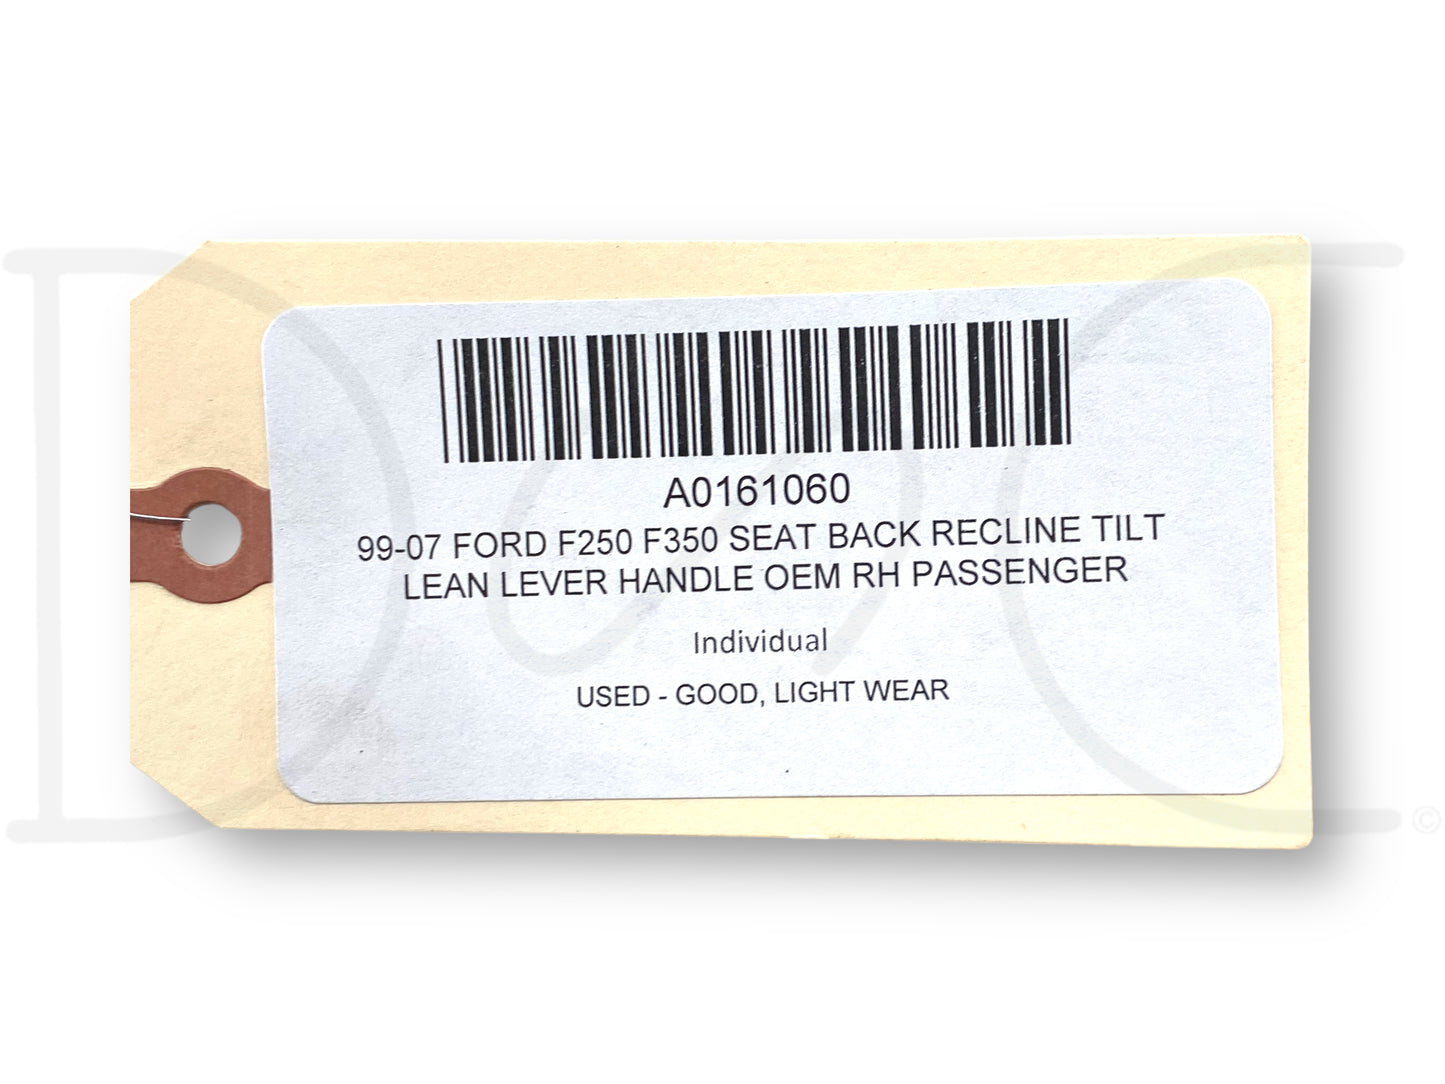 A0161060
99-07 FORD F250 F350 SEAT BACK RECLINE TILT
LEAN LEVER HANDLE OEM RH PASSENGER
Individual
USED - GOOD, LIGHT WEAR
©